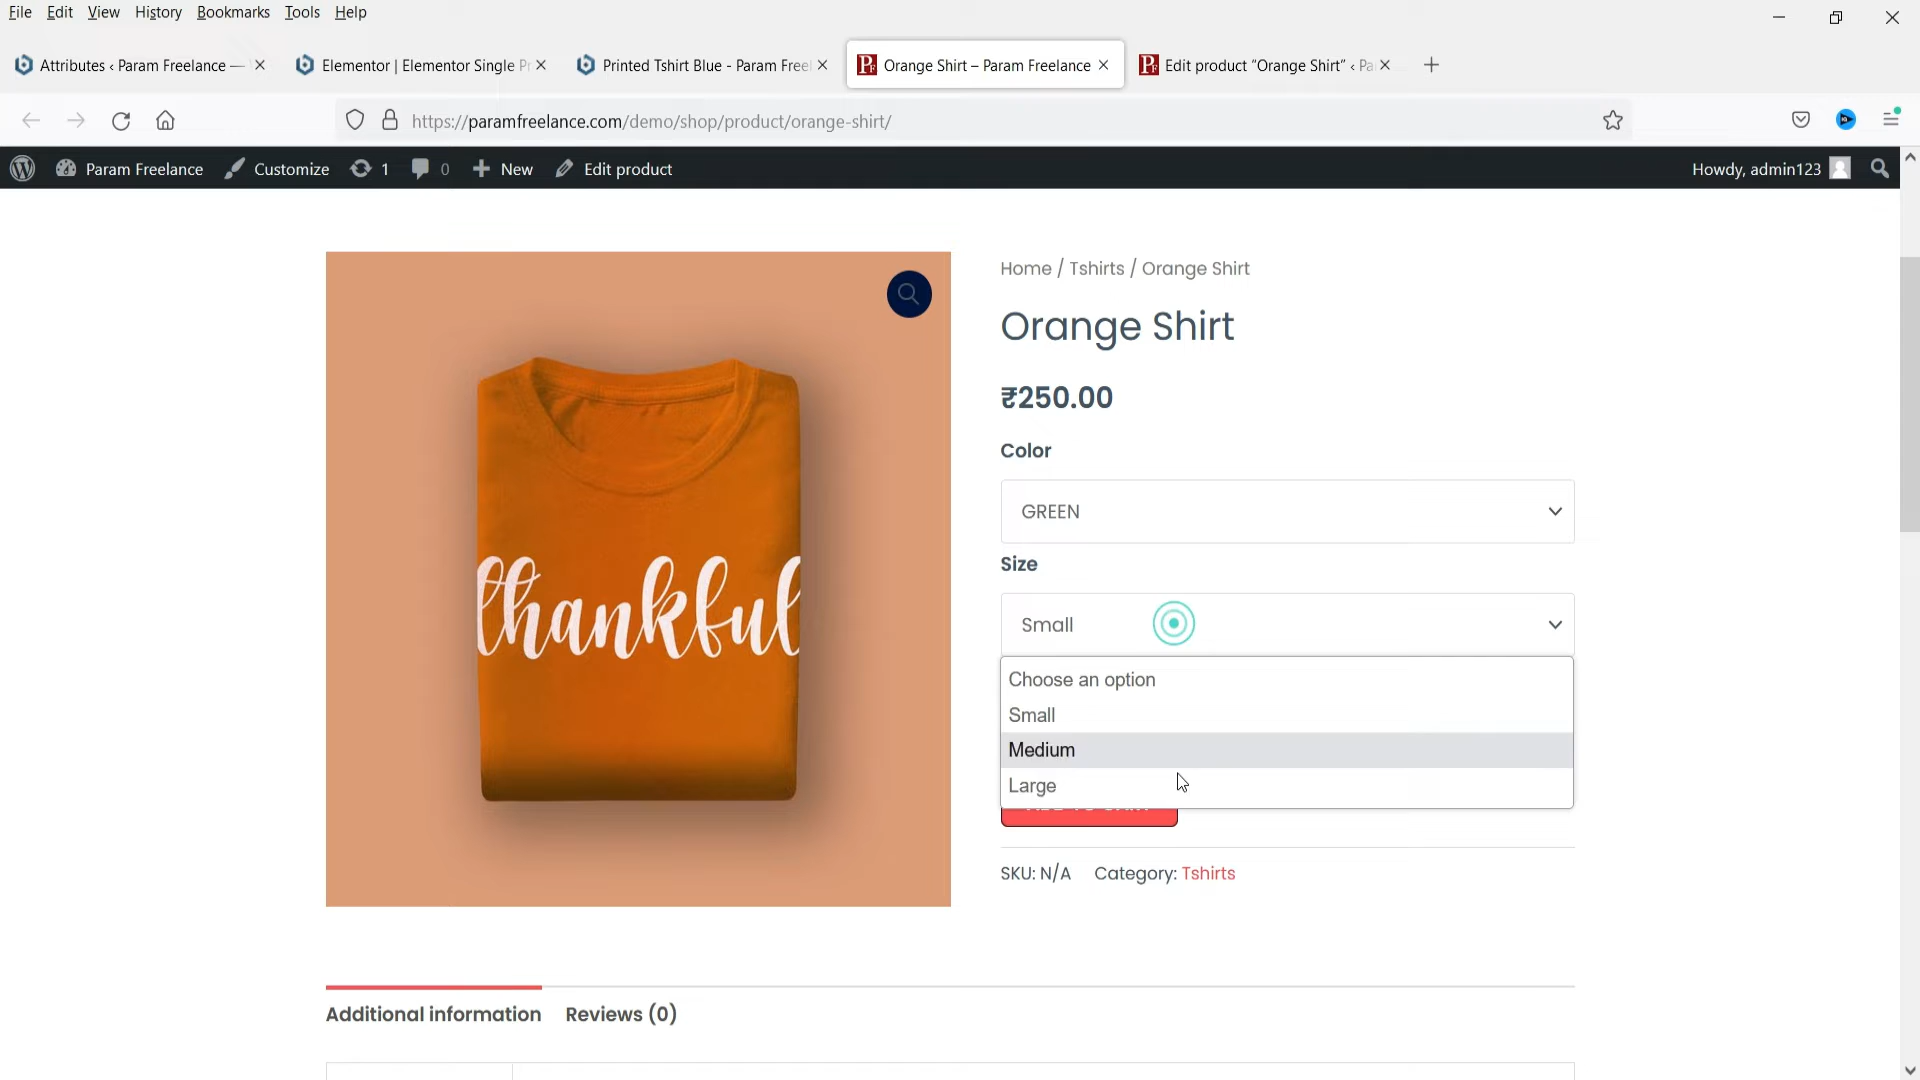 File Edit View History Bookmarks Tools Help
Attributes ‹ Param Freelance —
Elementor | Elementor Single Pr
Printed Tshirt Blue - Param Free
Orange Shirt – Param Freelance
Edit product “Orange Shirt” ‹ Pa
https://paramfreelance.com/demo/shop/product/orange-shirt/
Param Freelance Customize 1 0 New Edit product Howdy, admin123
Home / Tshirts / Orange Shirt
Orange Shirt
₹250.00
Color
GREEN
Size
Small
Choose an option
Small
Medium
Large
SKU: N/A Category: Tshirts
thankful
Additional information Reviews (0)